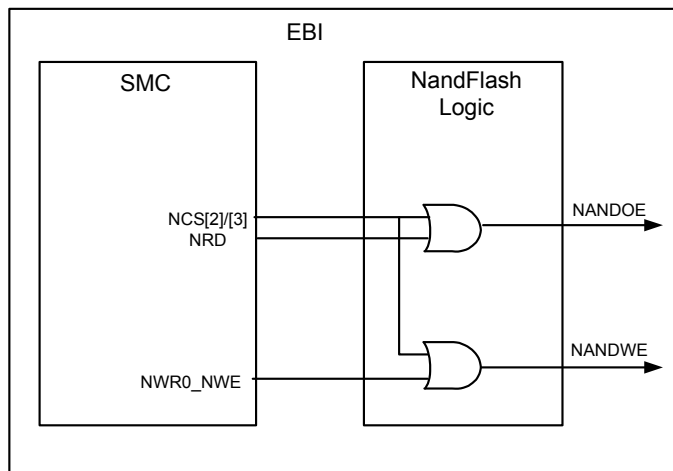 EBI
SMC
NandFlash
Logic
NCS[2]/[3]
NRD
NANDOE
NANDWE
NWR0_NWE